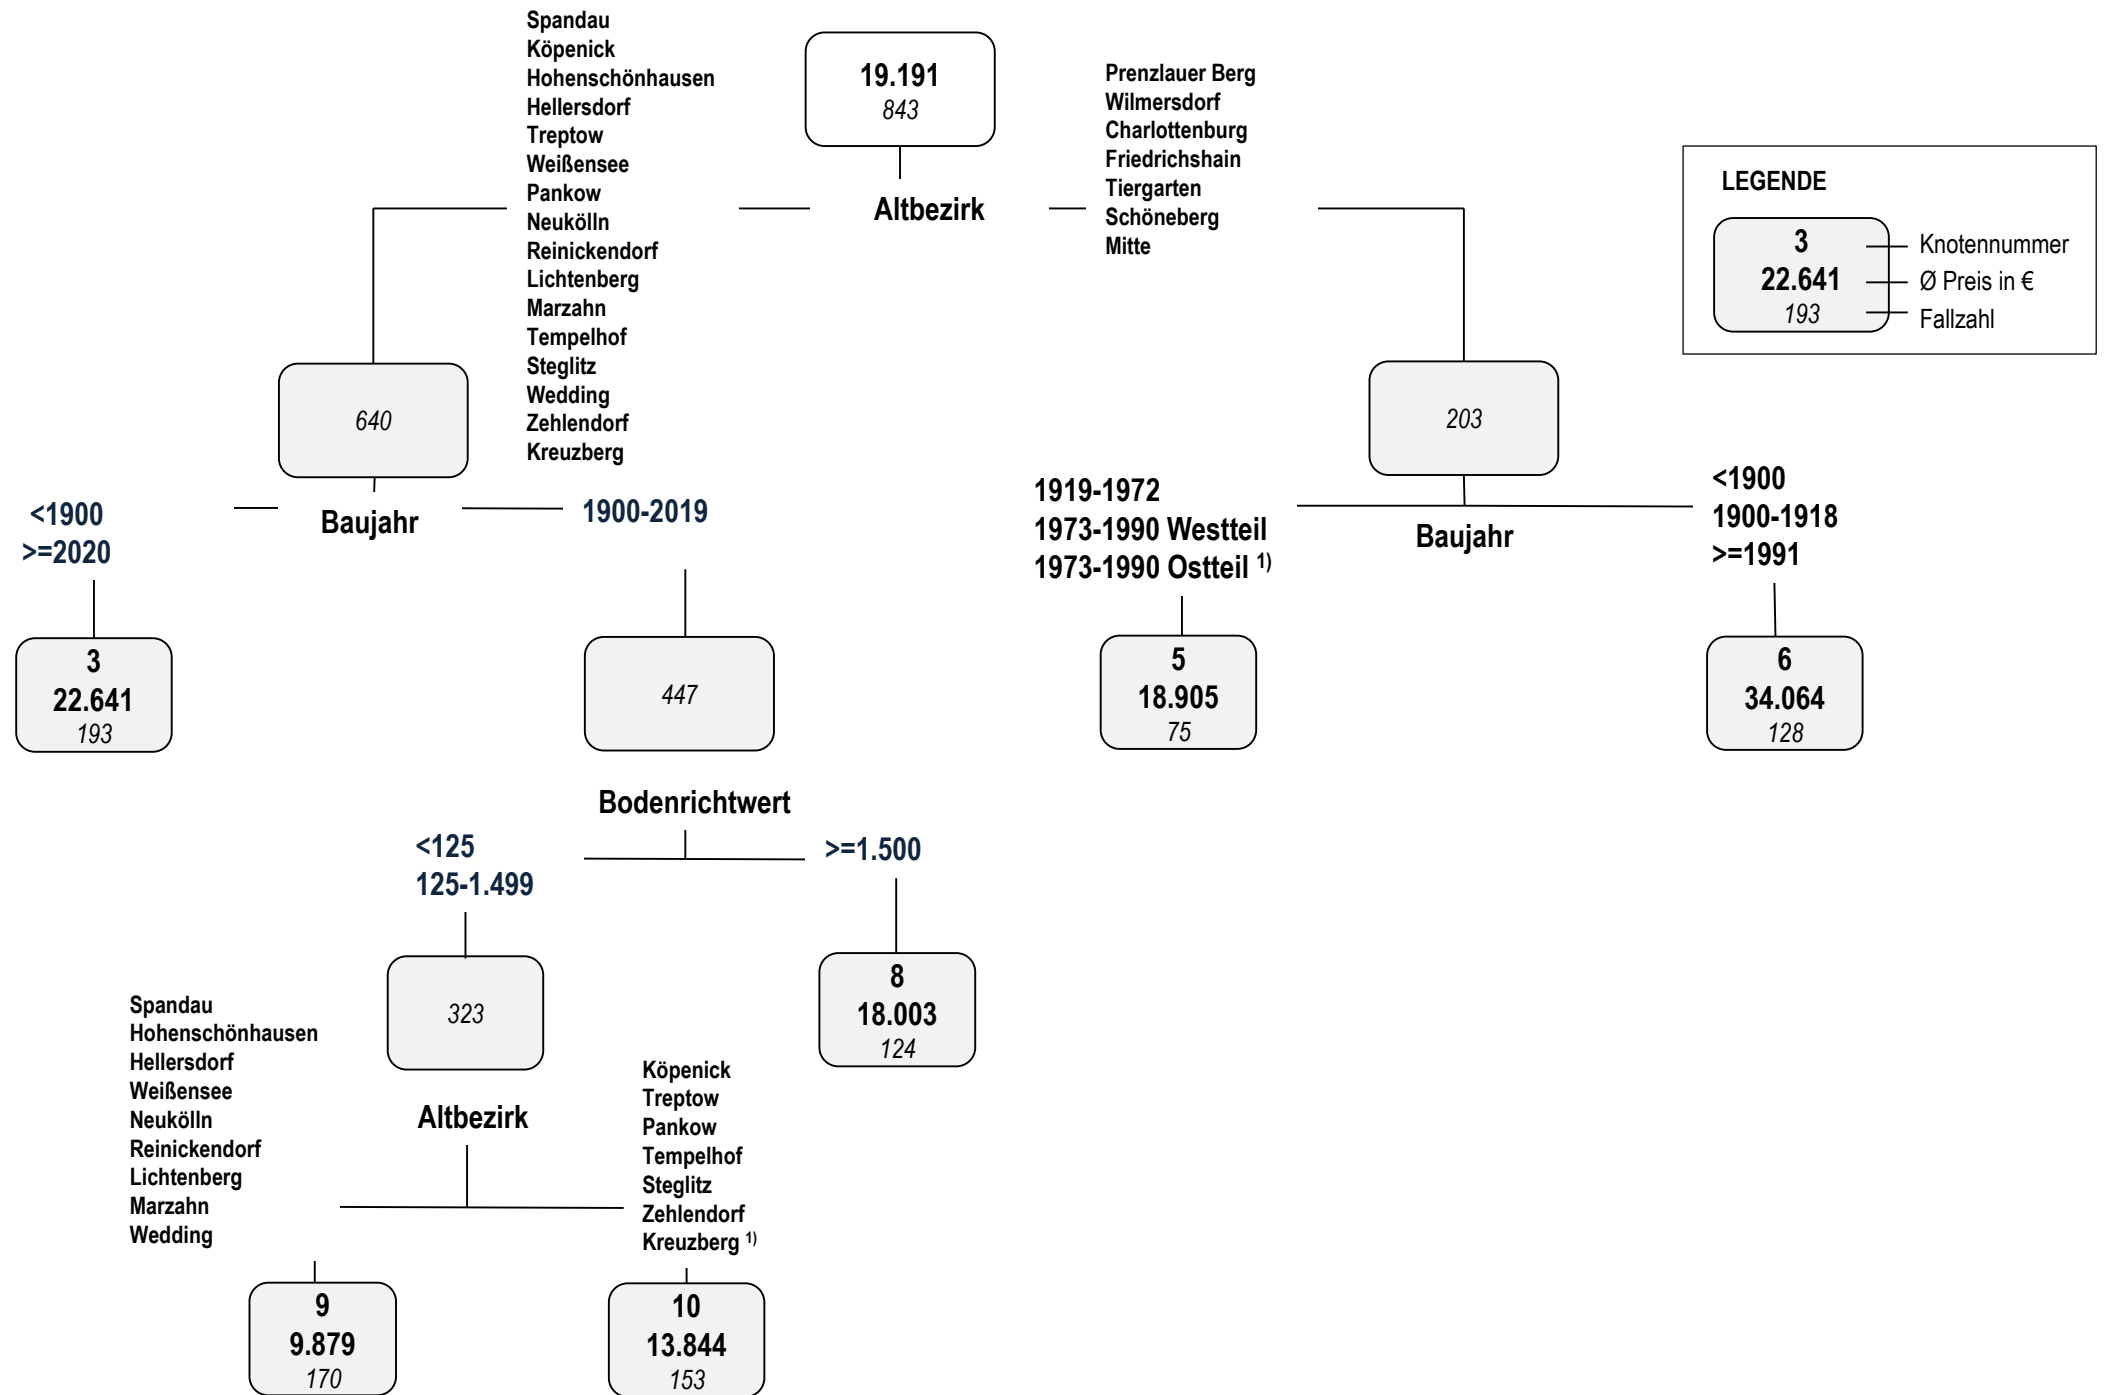 Spandau
Köpenick
Hohenschönhausen
Hellersdorf
Treptow
Weißensee
Pankow
Neukölln
Reinickendorf
Lichtenberg
Marzahn
Tempelhof
Steglitz
Wedding
Zehlendorf
Kreuzberg
19.191
843
Altbezirk
Prenzlauer Berg
Wilmersdorf
Charlottenburg
Friedrichshain
Tiergarten
Schöneberg
Mitte
LEGENDE
3
22.641
193
Knotennummer
Ø Preis in €
Fallzahl
640
203
<1900
>=2020
Baujahr
1900-2019
1919-1972
1973-1990 Westteil
1973-1990 Ostteil 1)
Baujahr
<1900
1900-1918
>=1991
3
22.641
193
447
5
18.905
75
6
34.064
128
Bodenrichtwert
<125
125-1.499
>=1.500
323
8
18.003
124
Spandau
Hohenschönhausen
Hellersdorf
Weißensee
Neukölln
Reinickendorf
Lichtenberg
Marzahn
Wedding
Altbezirk
Köpenick
Treptow
Pankow
Tempelhof
Steglitz
Zehlendorf
Kreuzberg 1)
9
9.879
170
10
13.844
153